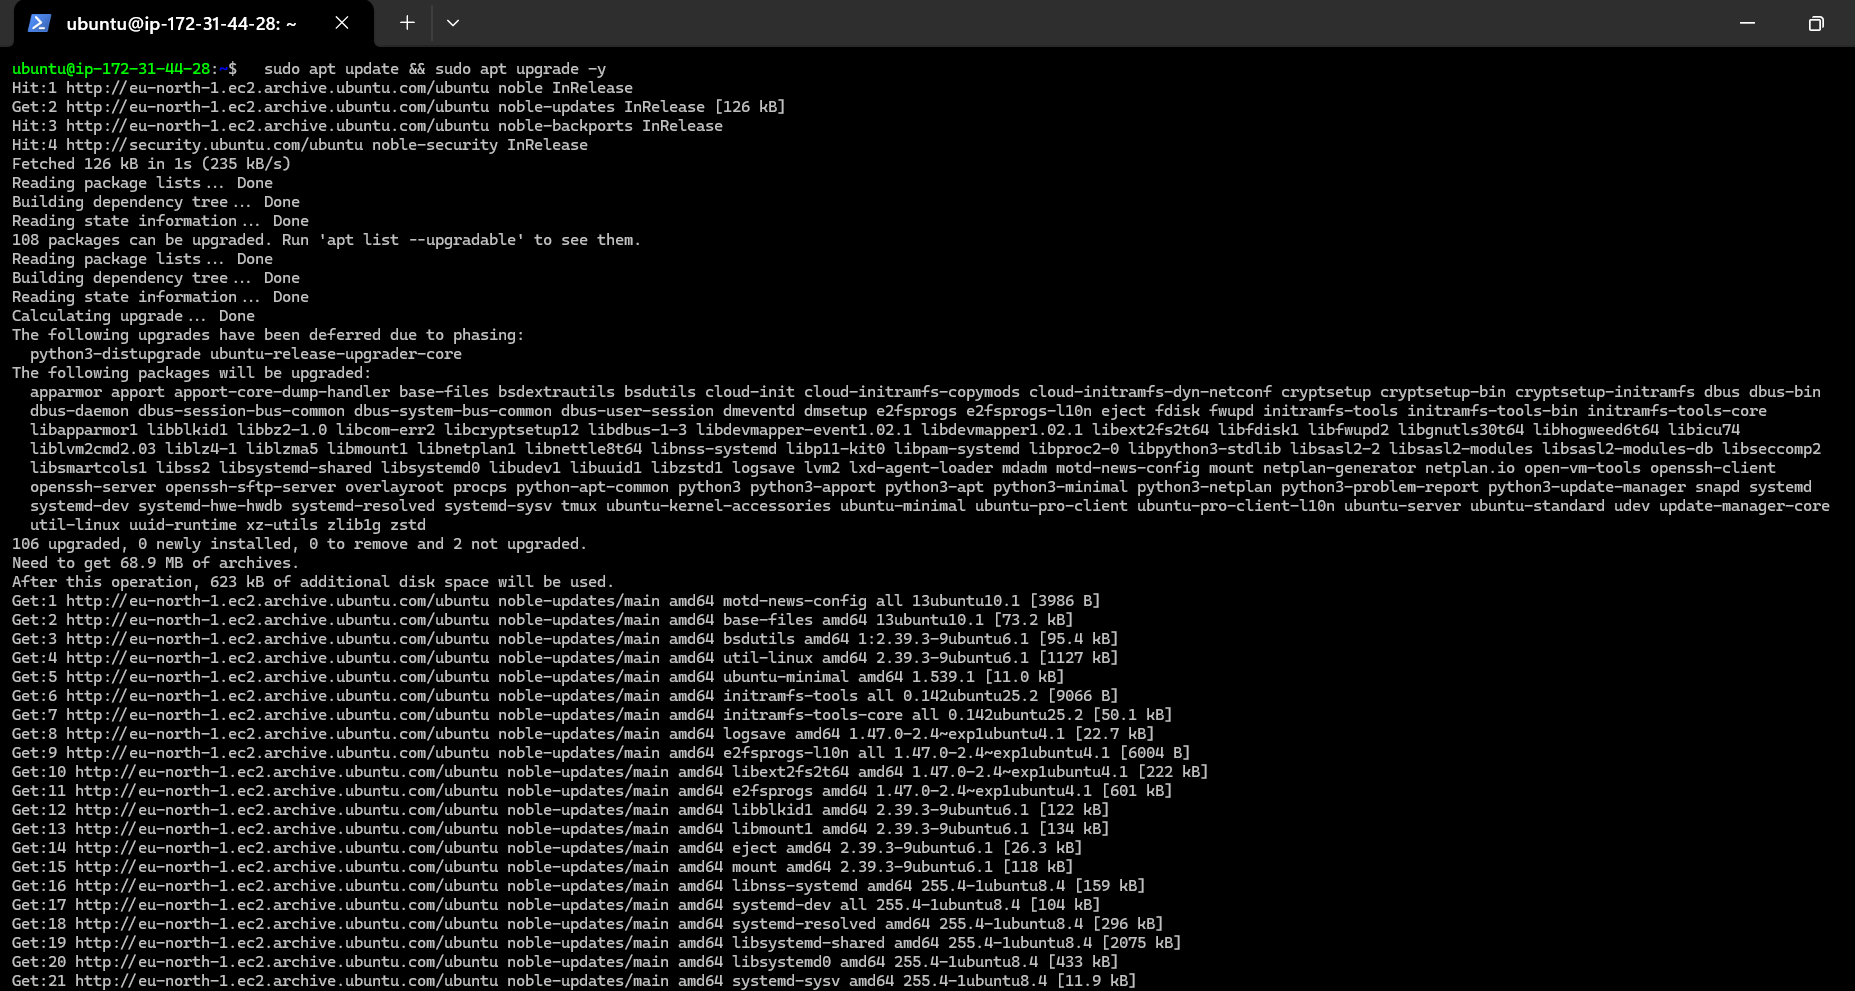 ubuntu@ip-172-31-44-28: ~
ubuntu@ip-172-31-44-28:~$   sudo apt update && sudo apt upgrade -y
Hit:1 http://eu-north-1.ec2.archive.ubuntu.com/ubuntu noble InRelease
Get:2 http://eu-north-1.ec2.archive.ubuntu.com/ubuntu noble-updates InRelease [126 kB]
Hit:3 http://eu-north-1.ec2.archive.ubuntu.com/ubuntu noble-backports InRelease
Hit:4 http://security.ubuntu.com/ubuntu noble-security InRelease
Fetched 126 kB in 1s (235 kB/s)
Reading package lists... Done
Building dependency tree... Done
Reading state information... Done
108 packages can be upgraded. Run 'apt list --upgradable' to see them.
Reading package lists... Done
Building dependency tree... Done
Reading state information... Done
Calculating upgrade... Done
The following upgrades have been deferred due to phasing:
  python3-distupgrade ubuntu-release-upgrader-core
The following packages will be upgraded:
  apparmor apport apport-core-dump-handler base-files bsdextrautils bsdutils cloud-init cloud-initramfs-copymods cloud-initramfs-dyn-netconf cryptsetup cryptsetup-bin cryptsetup-initramfs dbus dbus-bin
  dbus-daemon dbus-session-bus-common dbus-system-bus-common dbus-user-session dmeventd dmsetup e2fsprogs e2fsprogs-l10n eject fdisk fwupd initramfs-tools initramfs-tools-bin initramfs-tools-core
  libapparmor1 libblkid1 libbz2-1.0 libcom-err2 libcryptsetup12 libdbus-1-3 libdevmapper-event1.02.1 libdevmapper1.02.1 libext2fs2t64 libfdisk1 libfwupd2 libgnutls30t64 libhogweed6t64 libicu74
  liblvm2cmd2.03 liblz4-1 liblzma5 libmount1 libnetplan1 libnettle8t64 libnss-systemd libp11-kit0 libpam-systemd libproc2-0 libpython3-stdlib libsasl2-2 libsasl2-modules libsasl2-modules-db libseccomp2
  libsmartcols1 libss2 libsystemd-shared libsystemd0 libudev1 libuuid1 libzstd1 logsave lvm2 lxd-agent-loader mdadm motd-news-config mount netplan-generator netplan.io open-vm-tools openssh-client
  openssh-server openssh-sftp-server overlayroot procps python-apt-common python3 python3-apport python3-apt python3-minimal python3-netplan python3-problem-report python3-update-manager snapd systemd
  systemd-dev systemd-hwe-hwdb systemd-resolved systemd-sysv tmux ubuntu-kernel-accessories ubuntu-minimal ubuntu-pro-client ubuntu-pro-client-l10n ubuntu-server ubuntu-standard udev update-manager-core
  util-linux uuid-runtime xz-utils zlib1g zstd
106 upgraded, 0 newly installed, 0 to remove and 2 not upgraded.
Need to get 68.9 MB of archives.
After this operation, 623 kB of additional disk space will be used.
Get:1 http://eu-north-1.ec2.archive.ubuntu.com/ubuntu noble-updates/main amd64 motd-news-config all 13ubuntu10.1 [3986 B]
Get:2 http://eu-north-1.ec2.archive.ubuntu.com/ubuntu noble-updates/main amd64 base-files amd64 13ubuntu10.1 [73.2 kB]
Get:3 http://eu-north-1.ec2.archive.ubuntu.com/ubuntu noble-updates/main amd64 bsdutils amd64 1:2.39.3-9ubuntu6.1 [95.4 kB]
Get:4 http://eu-north-1.ec2.archive.ubuntu.com/ubuntu noble-updates/main amd64 util-linux amd64 2.39.3-9ubuntu6.1 [1127 kB]
Get:5 http://eu-north-1.ec2.archive.ubuntu.com/ubuntu noble-updates/main amd64 ubuntu-minimal amd64 1.539.1 [11.0 kB]
Get:6 http://eu-north-1.ec2.archive.ubuntu.com/ubuntu noble-updates/main amd64 initramfs-tools all 0.142ubuntu25.2 [9066 B]
Get:7 http://eu-north-1.ec2.archive.ubuntu.com/ubuntu noble-updates/main amd64 initramfs-tools-core all 0.142ubuntu25.2 [50.1 kB]
Get:8 http://eu-north-1.ec2.archive.ubuntu.com/ubuntu noble-updates/main amd64 logsave amd64 1.47.0-2.4~exp1ubuntu4.1 [22.7 kB]
Get:9 http://eu-north-1.ec2.archive.ubuntu.com/ubuntu noble-updates/main amd64 e2fsprogs-l10n all 1.47.0-2.4~exp1ubuntu4.1 [6004 B]
Get:10 http://eu-north-1.ec2.archive.ubuntu.com/ubuntu noble-updates/main amd64 libext2fs2t64 amd64 1.47.0-2.4~exp1ubuntu4.1 [222 kB]
Get:11 http://eu-north-1.ec2.archive.ubuntu.com/ubuntu noble-updates/main amd64 e2fsprogs amd64 1.47.0-2.4~exp1ubuntu4.1 [601 kB]
Get:12 http://eu-north-1.ec2.archive.ubuntu.com/ubuntu noble-updates/main amd64 libblkid1 amd64 2.39.3-9ubuntu6.1 [122 kB]
Get:13 http://eu-north-1.ec2.archive.ubuntu.com/ubuntu noble-updates/main amd64 libmount1 amd64 2.39.3-9ubuntu6.1 [134 kB]
Get:14 http://eu-north-1.ec2.archive.ubuntu.com/ubuntu noble-updates/main amd64 eject amd64 2.39.3-9ubuntu6.1 [26.3 kB]
Get:15 http://eu-north-1.ec2.archive.ubuntu.com/ubuntu noble-updates/main amd64 mount amd64 2.39.3-9ubuntu6.1 [118 kB]
Get:16 http://eu-north-1.ec2.archive.ubuntu.com/ubuntu noble-updates/main amd64 libnss-systemd amd64 255.4-1ubuntu8.4 [159 kB]
Get:17 http://eu-north-1.ec2.archive.ubuntu.com/ubuntu noble-updates/main amd64 systemd-dev all 255.4-1ubuntu8.4 [104 kB]
Get:18 http://eu-north-1.ec2.archive.ubuntu.com/ubuntu noble-updates/main amd64 systemd-resolved amd64 255.4-1ubuntu8.4 [296 kB]
Get:19 http://eu-north-1.ec2.archive.ubuntu.com/ubuntu noble-updates/main amd64 libsystemd-shared amd64 255.4-1ubuntu8.4 [2075 kB]
Get:20 http://eu-north-1.ec2.archive.ubuntu.com/ubuntu noble-updates/main amd64 libsystemd0 amd64 255.4-1ubuntu8.4 [433 kB]
Get:21 http://eu-north-1.ec2.archive.ubuntu.com/ubuntu noble-updates/main amd64 systemd-sysv amd64 255.4-1ubuntu8.4 [11.9 kB]